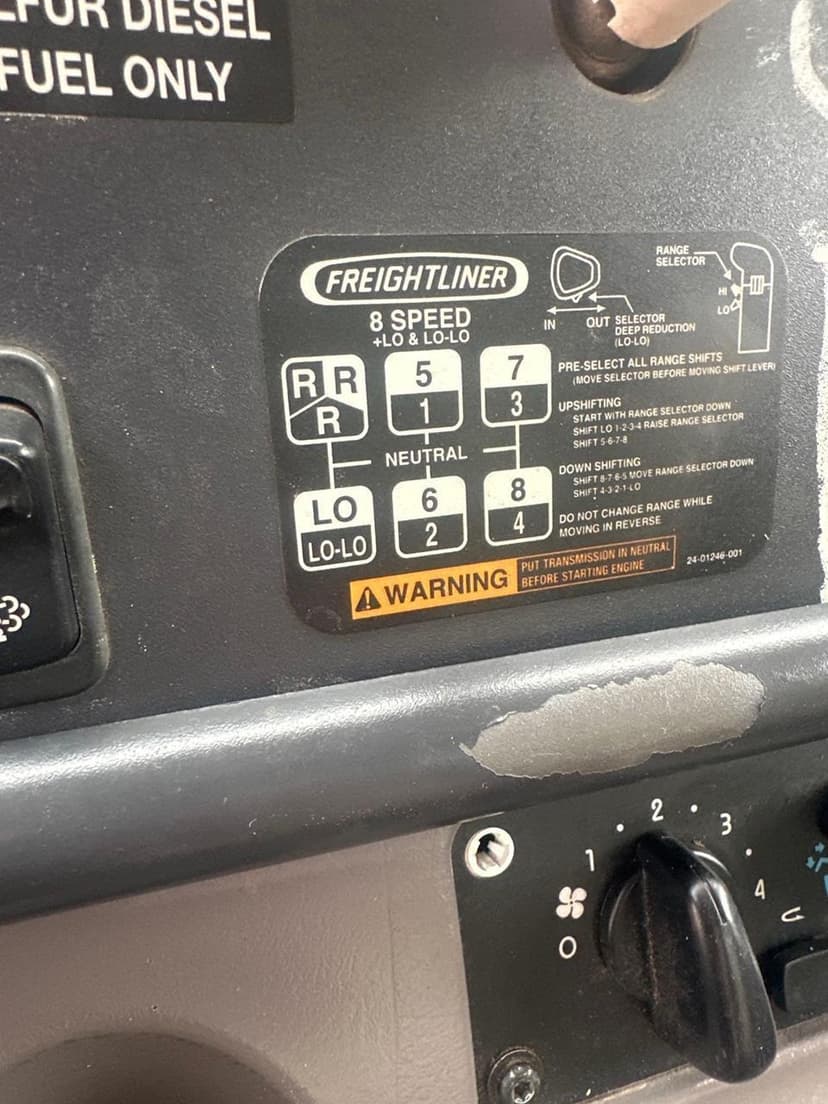 LFUR DIESEL
FUEL ONLY
FREIGHTLINER
8 SPEED
+LO & LO-LO
IN OUT SELECTOR
DEEP REDUCTION
(LO-LO)
RANGE
SELECTOR
HI
LO
R R
R
5
1
7
3
NEUTRAL
LO
LO-LO
6
2
8
4
PRE-SELECT ALL RANGE SHIFTS
(MOVE SELECTOR BEFORE MOVING SHIFT LEVER)
UPSHIFTING
START WITH RANGE SELECTOR DOWN
SHIFT LO 1-2-3-4 RAISE RANGE SELECTOR
SHIFT 5-6-7-8
DOWN SHIFTING
SHIFT 8-7-6-5 MOVE RANGE SELECTOR DOWN
SHIFT 4-3-2-1-LO
DO NOT CHANGE RANGE WHILE
MOVING IN REVERSE
WARNING
PUT TRANSMISSION IN NEUTRAL
BEFORE STARTING ENGINE
24-01246-001
0
1
2
3
4